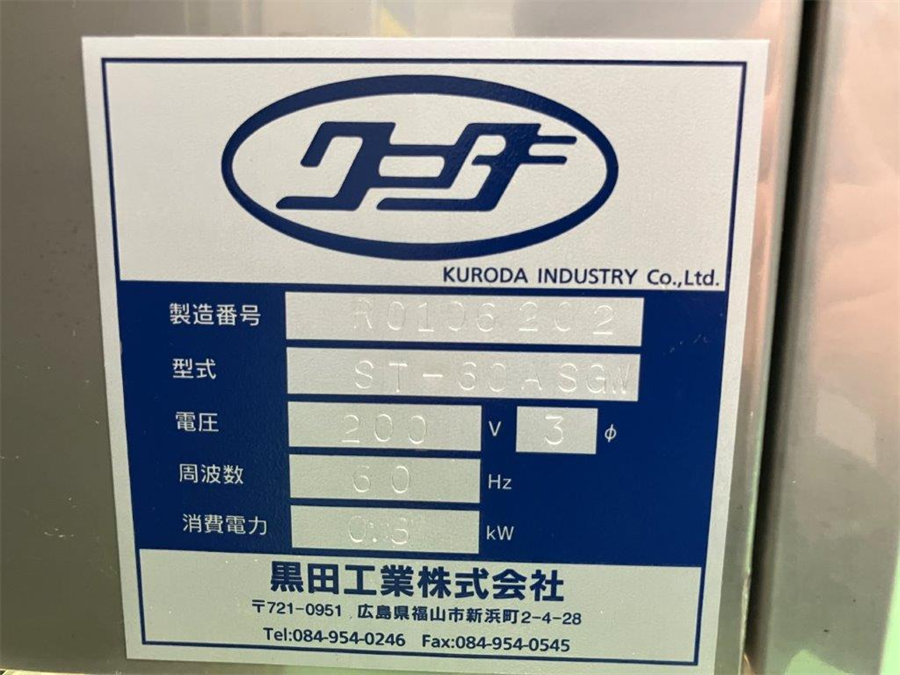 クロダ
KURODA INDUSTRY Co.,Ltd.
製造番号 R0106202
型式
電圧 200 V 3 φ
周波数 60 Hz
消費電力 kW
黒田工業株式会社
〒721-0951 広島県福山市新浜町2-4-28
Tel:084-954-0246 Fax:084-954-0545